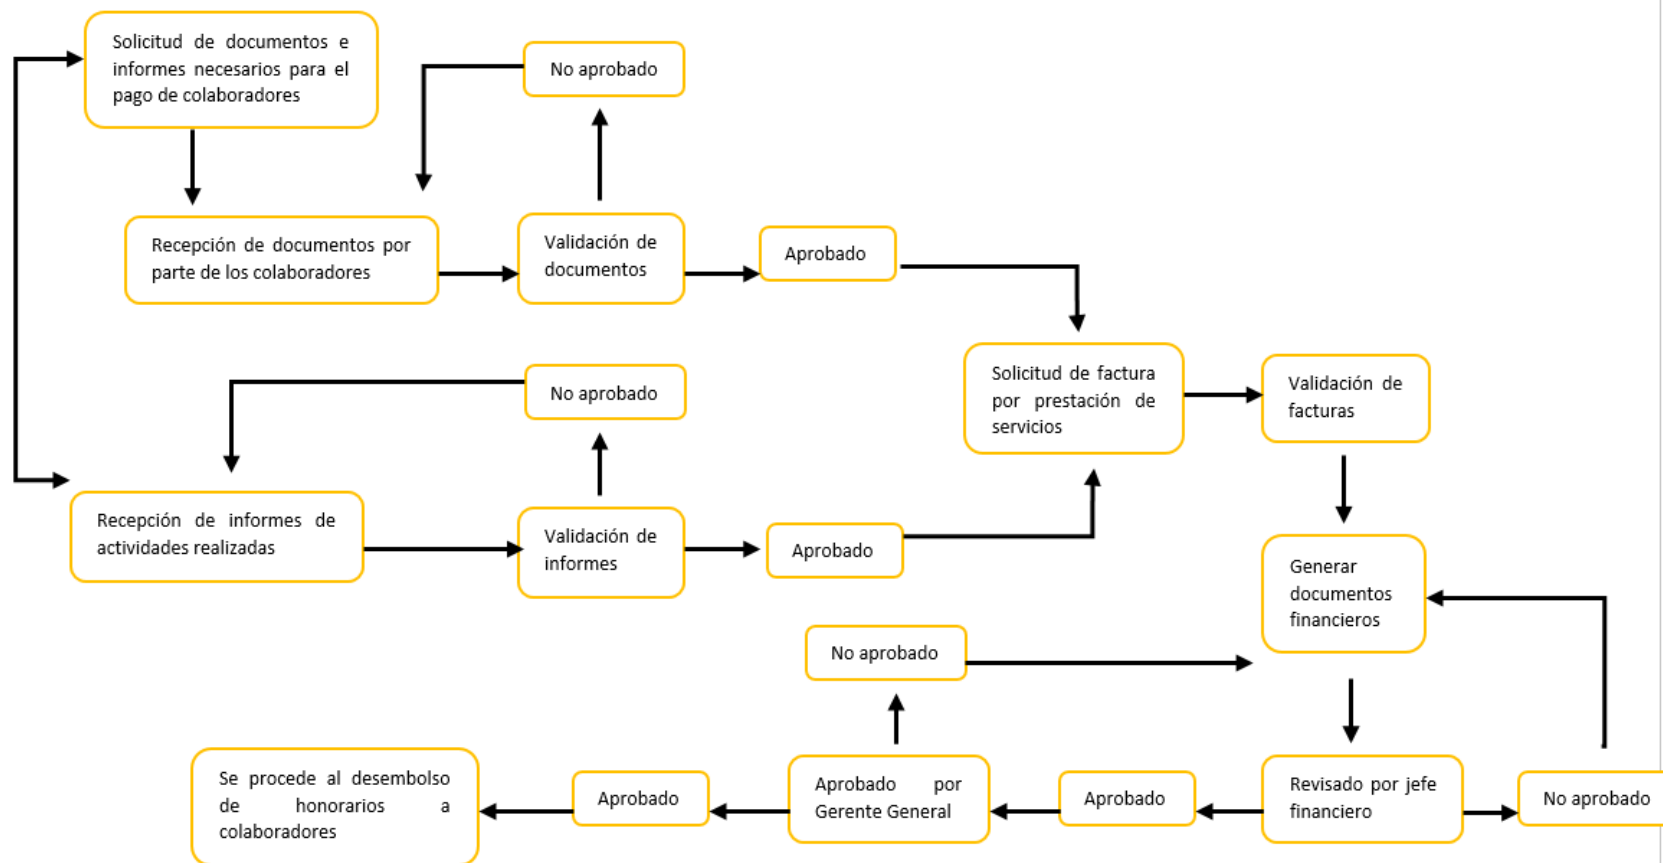 Solicitud de documentos e
informes necesarios para el
pago de colaboradores
No aprobado
Recepción de documentos por
parte de los colaboradores
Validación de
documentos
Aprobado
Solicitud de factura
por prestación de
servicios
Validación de
facturas
No aprobado
Recepción de informes de
actividades realizadas
Validación de
informes
Aprobado
Generar
documentos
financieros
No aprobado
Se procede al desembolso
de honorarios a
colaboradores
Aprobado
Aprobado por
Gerente General
Aprobado
Revisado por jefe
financiero
No aprobado